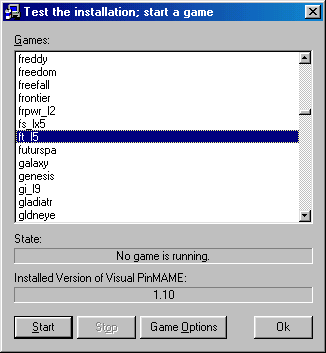 Test the installation; start a game
Games:
freddy
freedom
freefall
frontier
frpwr_l2
fs_lx5
ft_l5
futurspa
galaxy
genesis
gi_l9
gladiatr
gldneye
State:
No game is running.
Installed Version of Visual PinMAME:
1.10
Start
Stop
Game Options
Ok